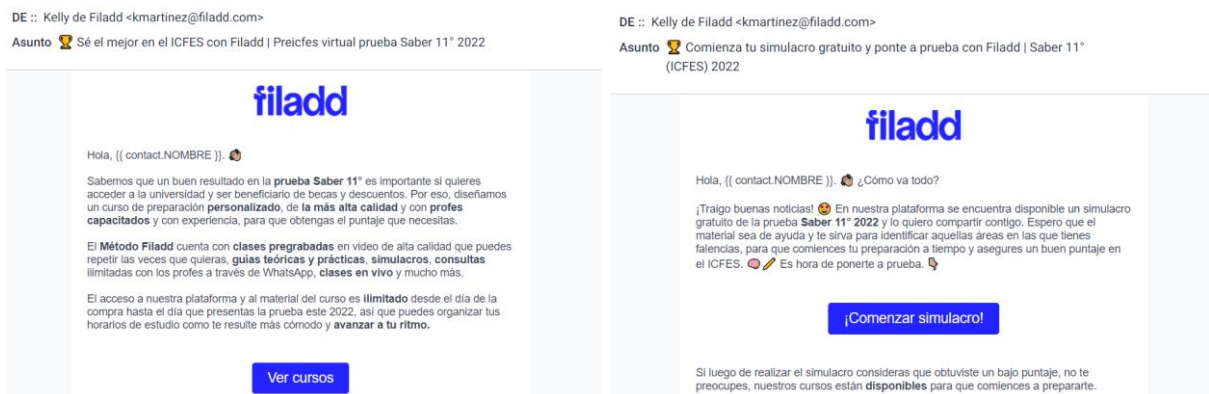 DE :: Kelly de Filadd <kmartinez@filadd.com>
Asunto 🏆 Sé el mejor en el ICFES con Filadd | Preicfes virtual prueba Saber 11° 2022
filadd
Hola, {{ contact.NOMBRE }}. 👋🏽
Sabemos que un buen resultado en la prueba Saber 11° es importante si quieres
acceder a la universidad y ser beneficiario de becas y descuentos. Por eso, diseñamos
un curso de preparación personalizado, de la más alta calidad y con profes
capacitados y con experiencia, para que obtengas el puntaje que necesitas.
El Método Filadd cuenta con clases pregrabadas en video de alta calidad que puedes
repetir las veces que quieras, guías teóricas y prácticas, simulacros, consultas
ilimitadas con los profes a través de WhatsApp, clases en vivo y mucho más.
El acceso a nuestra plataforma y al material del curso es ilimitado desde el día de la
compra hasta el día que presentas la prueba este 2022, así que puedes organizar tus
horarios de estudio como te resulte más cómodo y avanzar a tu ritmo.
Ver cursos
DE :: Kelly de Filadd <kmartinez@filadd.com>
Asunto 🏆 Comienza tu simulacro gratuito y ponte a prueba con Filadd | Saber 11°
(ICFES) 2022
filadd
Hola, {{ contact.NOMBRE }}. 👋🏽 ¿Cómo va todo?
¡Traigo buenas noticias! 🤩 En nuestra plataforma se encuentra disponible un simulacro
gratuito de la prueba Saber 11° 2022 y lo quiero compartir contigo. Espero que el
material sea de ayuda y te sirva para identificar aquellas áreas en las que tienes
falencias, para que comiences tu preparación a tiempo y asegures un buen puntaje en
el ICFES. 🧠✏️ Es hora de ponerte a prueba. 👇🏽
¡Comenzar simulacro!
Si luego de realizar el simulacro consideras que obtuviste un bajo puntaje, no te
preocupes, nuestros cursos están disponibles para que comiences a prepararte.